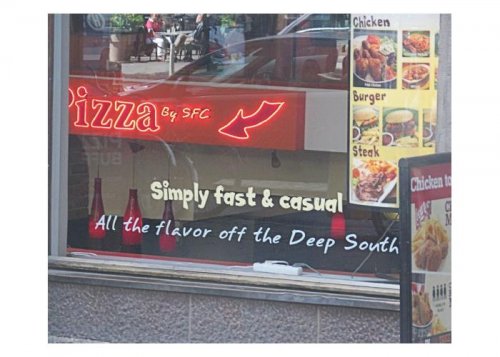 Pizza By SFC
Chicken
Burger
Steak
Simply fast & casual
All the flavor off the Deep South
Chicken to